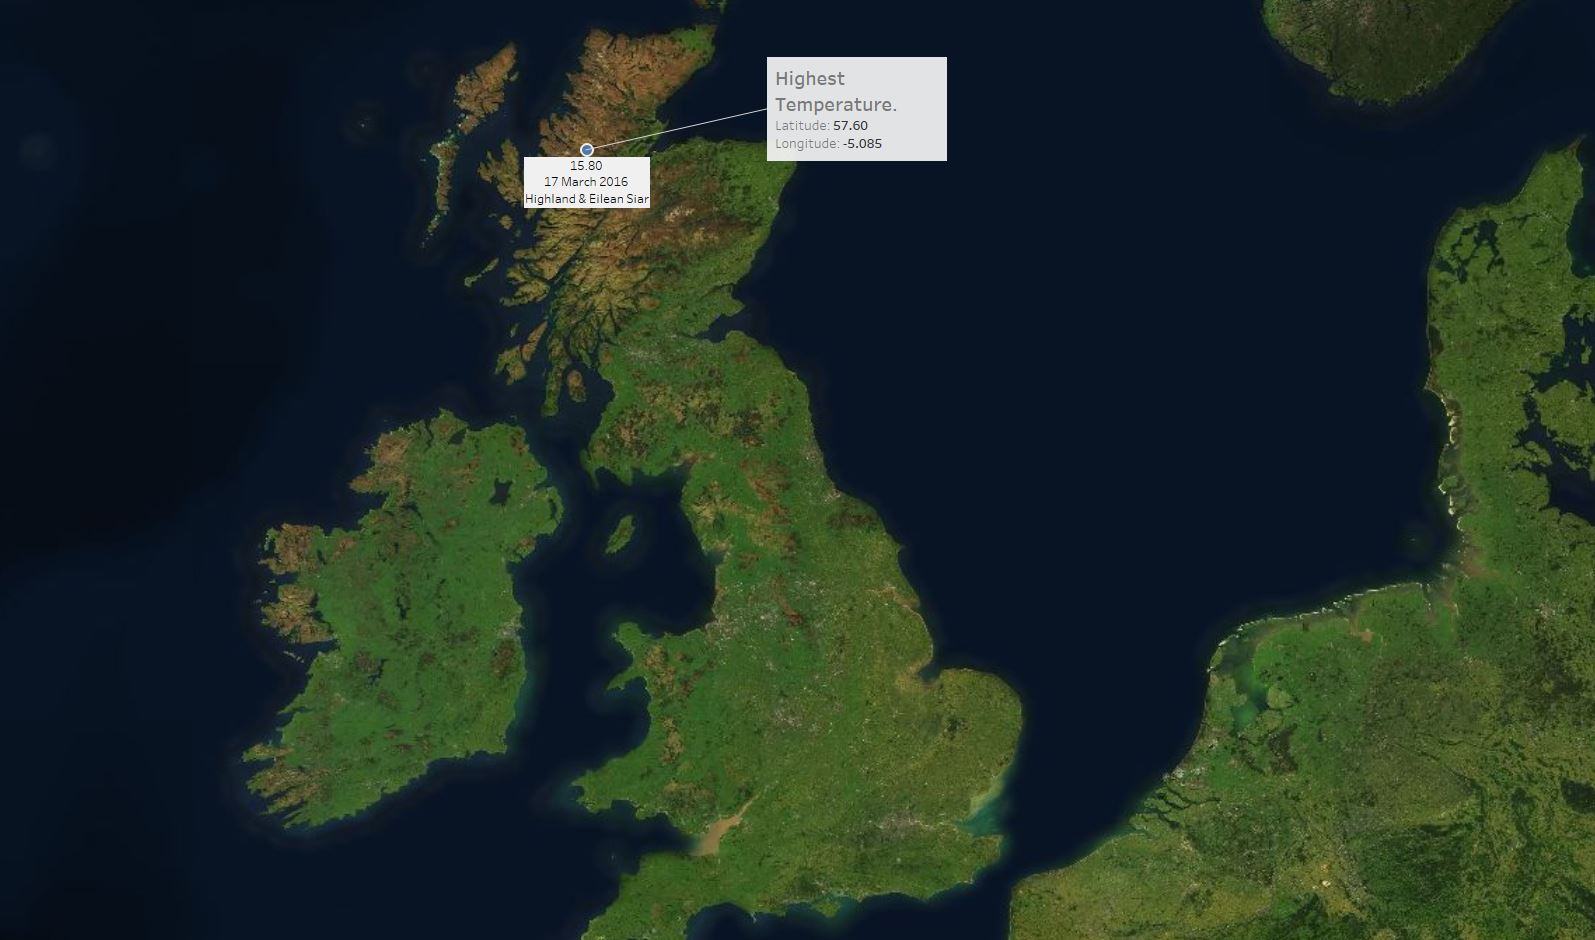 Highest
Temperature.
Latitude: 57.60
Longitude: -5.085
15.80
17 March 2016
Highland & Eilean Siar